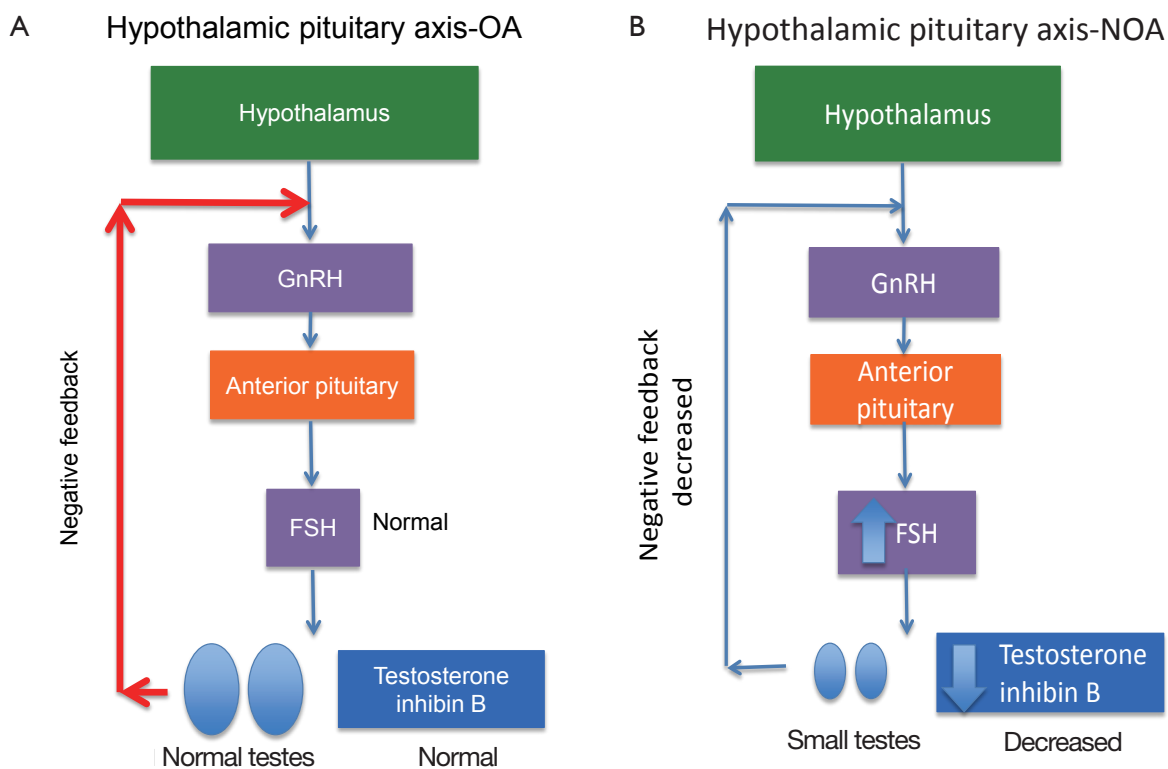 A
Hypothalamic pituitary axis-OA
Hypothalamus
GnRH
Anterior pituitary
FSH
Normal
Negative feedback
Testosterone
inhibin B
Normal testes
Normal
B
Hypothalamic pituitary axis-NOA
Hypothalamus
GnRH
Anterior
pituitary
FSH
Negative feedback
decreased
Testosterone
inhibin B
Small testes
Decreased